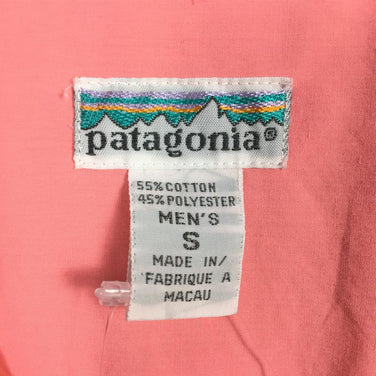 patagonia®
55% COTTON
45% POLYESTER
MEN'S
S
MADE IN/
FABRIQUE A
MACAU